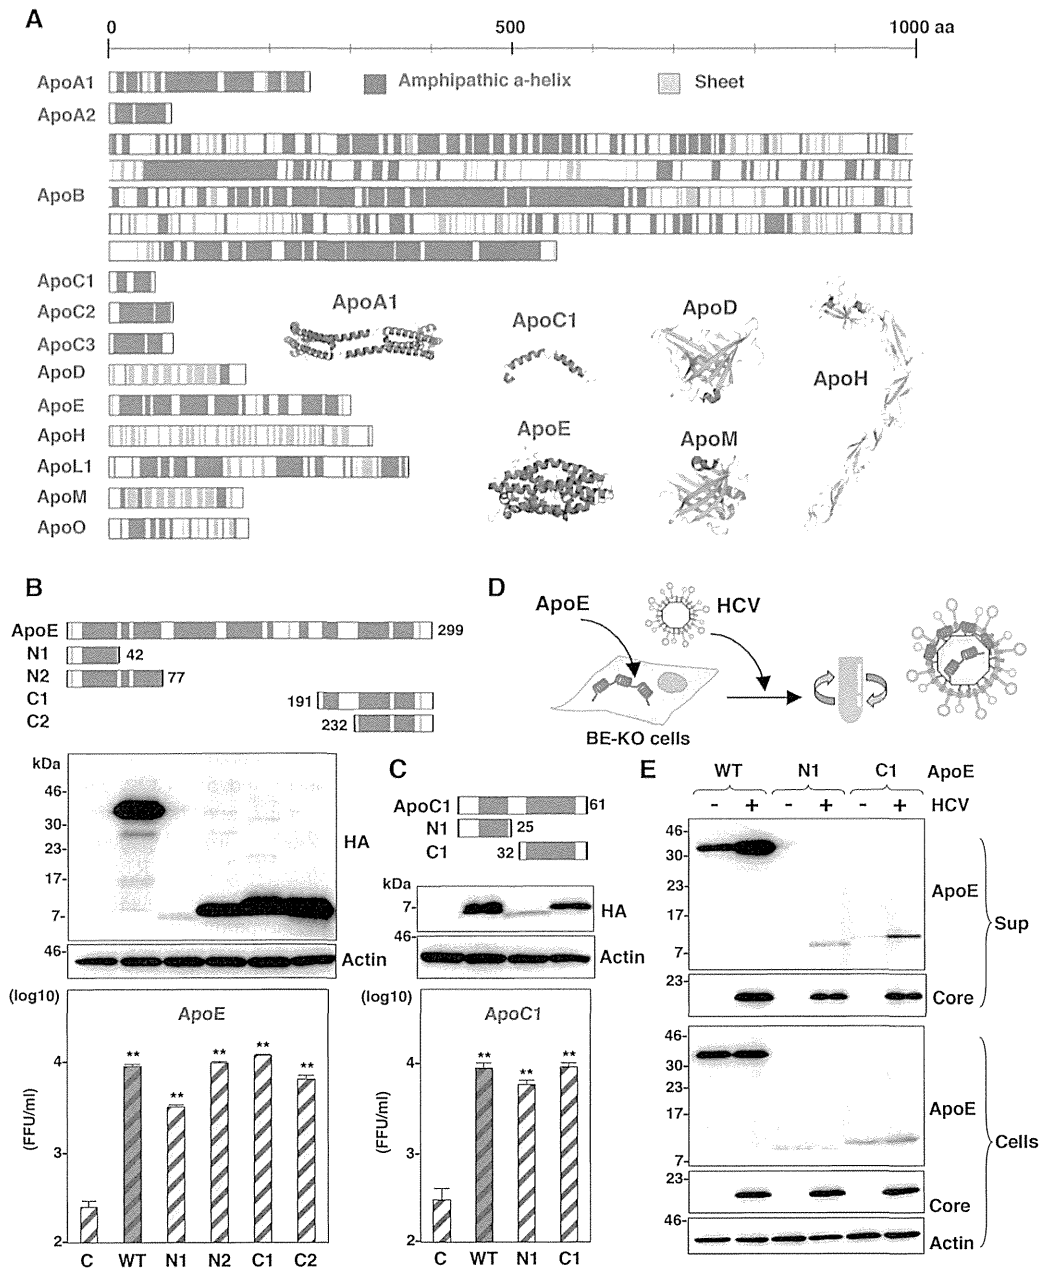 A
0 500 1000 aa
ApoA1
Amphipathic a-helix
Sheet
ApoA2
ApoB
ApoC1
ApoC2
ApoC3
ApoD
ApoE
ApoH
ApoL1
ApoM
ApoO
ApoA1
ApoC1
ApoD
ApoH
ApoE
ApoM
B
ApoE 299
N1 42
N2 77
C1 191
C2 232
kDa
46-
30-
23-
17-
7-
HA
46-
Actin
(log10)
ApoE
(FFU/ml)
4
3
2
** ** ** ** **
C WT N1 N2 C1 C2
C
ApoC1 61
N1 25
32 C1
kDa
7-
HA
46-
Actin
(log10)
ApoC1
(FFU/ml)
4
3
2
** ** **
C WT N1 C1
D
ApoE
HCV
BE-KO cells
E
WT N1 C1 ApoE
- + - + - + HCV
46-
30-
23-
17-
7-
ApoE
23-
Core
Sup
46-
30-
23-
17-
7-
ApoE
23-
Core
46-
Actin
Cells